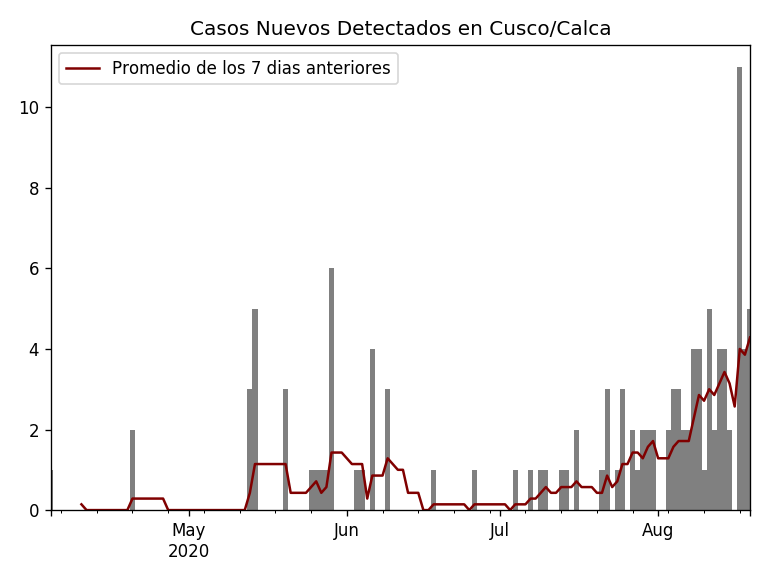 Casos Nuevos Detectados en Cusco/Calca
Promedio de los 7 dias anteriores
10
8
6
4
2
0
May
2020
Jun
Jul
Aug